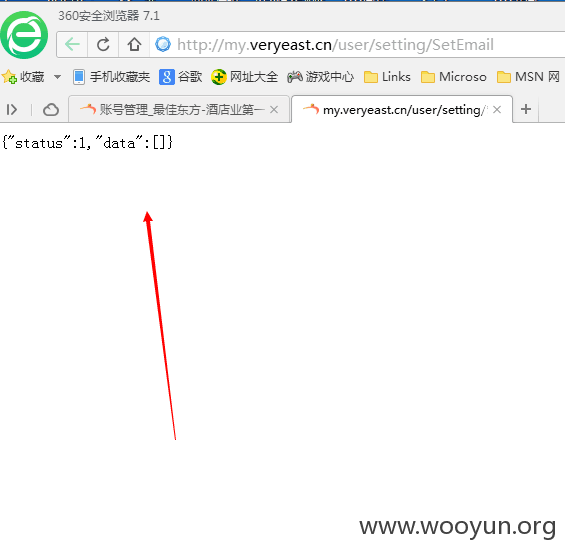 360安全浏览器 7.1
http://my.veryeast.cn/user/setting/SetEmail
收藏 手机收藏夹 谷歌 网址大全 游戏中心 Links Microso MSN 网
账号管理_最佳东方-酒店业第一 my.veryeast.cn/user/setting/
{"status":1,"data":[]}
www.wooyun.org